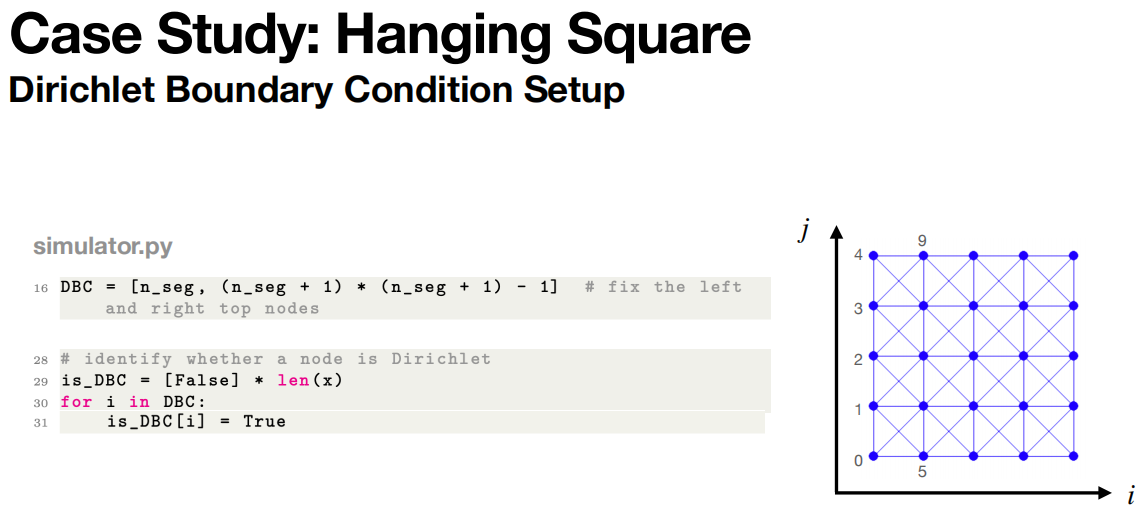 Case Study: Hanging Square
Dirichlet Boundary Condition Setup
simulator.py
16 DBC = [n_seg, (n_seg + 1) * (n_seg + 1) - 1] # fix the left
and right top nodes
28 # identify whether a node is Dirichlet
29 is_DBC = [False] * len(x)
30 for i in DBC:
31 is_DBC[i] = True
j
9
4
3
2
1
0
5
i